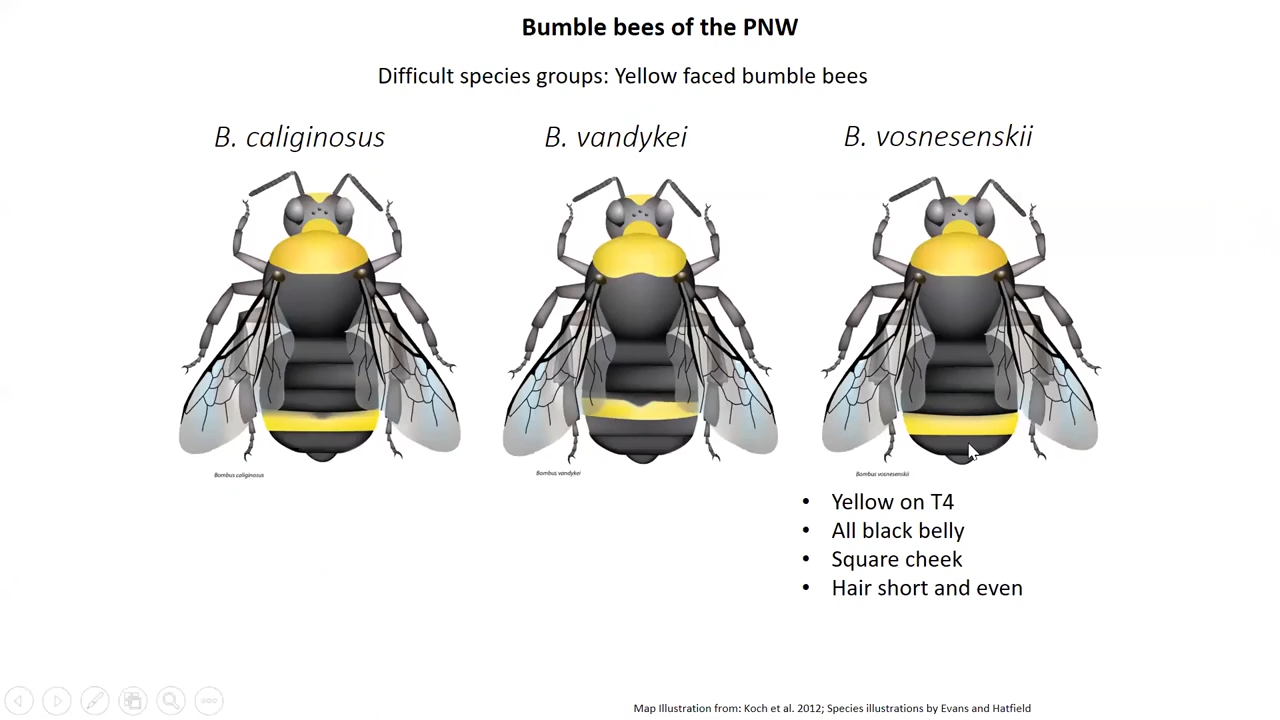 Bumble bees of the PNW
Difficult species groups: Yellow faced bumble bees
B. caliginosus
B. vandykei
B. vosnesenskii
Bombus caliginosus
Bombus vandykei
Bombus vosnesenskii
• Yellow on T4
• All black belly
• Square cheek
• Hair short and even
Map Illustration from: Koch et al. 2012; Species illustrations by Evans and Hatfield